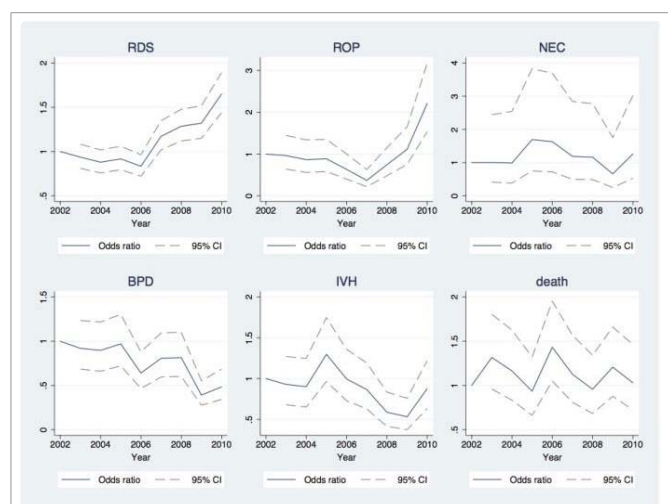 RDS ROP NEC
2 3 4
1.5 2 3
1 1 2
.5 0 1
0
2002 2004 2006 2008 2010 2002 2004 2006 2008 2010 2002 2004 2006 2008 2010
Year Year Year
Odds ratio 95% CI Odds ratio 95% CI Odds ratio 95% CI
BPD IVH death
1.5 2 2
1 1.5 1.5
.5 1 1
0 .5 .5
2002 2004 2006 2008 2010 2002 2004 2006 2008 2010 2002 2004 2006 2008 2010
Year Year Year
Odds ratio 95% CI Odds ratio 95% CI Odds ratio 95% CI